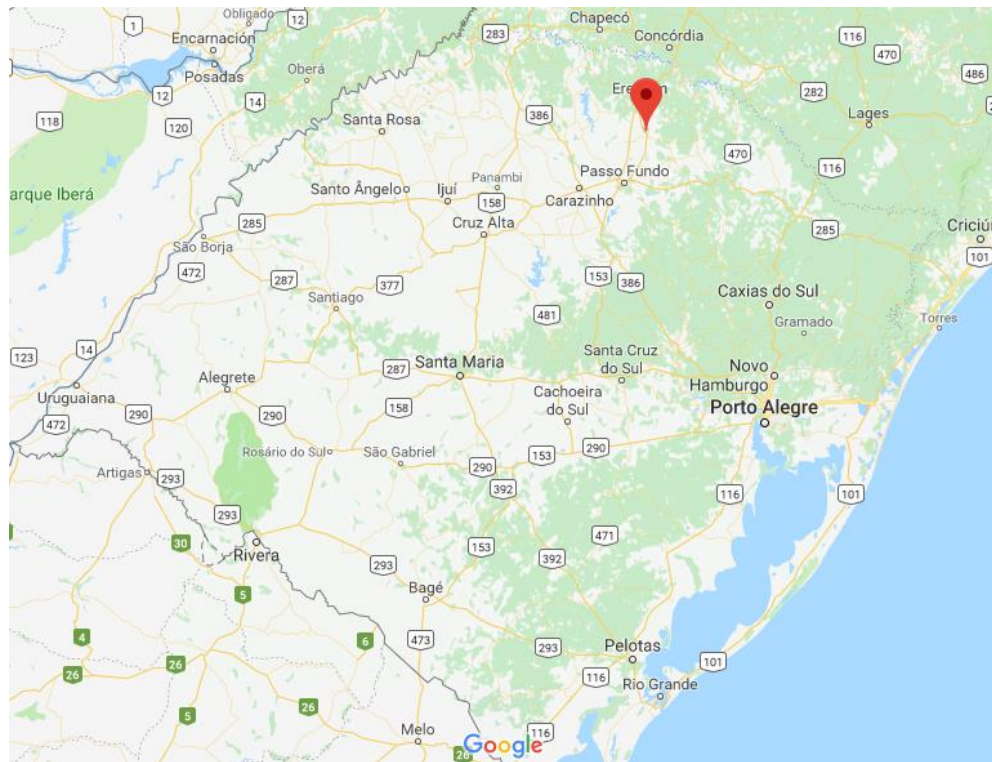 Obligado
12
1
283
Chapecó
116
Encarnación
Concórdia
470
Posadas
Oberá
486
Ere
12
14
282
118
120
Santa Rosa
386
Lages
470
116
Parque Iberá
Santo Ângelo
Ijuí
Panambi
158
Passo Fundo
Carazinho
285
Cruz Alta
285
São Borja
101
472
287
377
153
386
Santiago
481
Caxias do Sul
Gramado
Torres
14
123
287
Santa Maria
Santa Cruz
do Sul
Novo
Hamburgo
Alegrete
Uruguaiana
158
Cachoeira
do Sul
Porto Alegre
472
290
290
Rosário do Sul
São Gabriel
290
153
290
Artigas
293
392
116
101
293
30
Rivera
153
392
471
293
5
Bagé
4
6
473
293
Pelotas
26
26
101
116
Rio Grande
26
5
Melo
116
Google
26